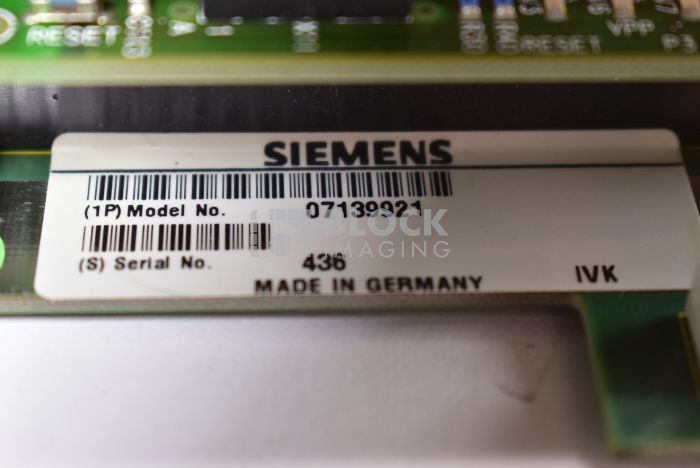 RESET
RESET
VPP
P3
SIEMENS
(1P) Model No. 07139921
BLOCK
IMAGING
(S) Serial No. 436
MADE IN GERMANY
IVK